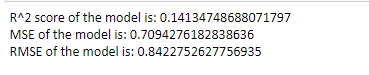 R^2 score of the model is: 0.14134748688071797
MSE of the model is: 0.7094276182838636
RMSE of the model is: 0.8422752627756935